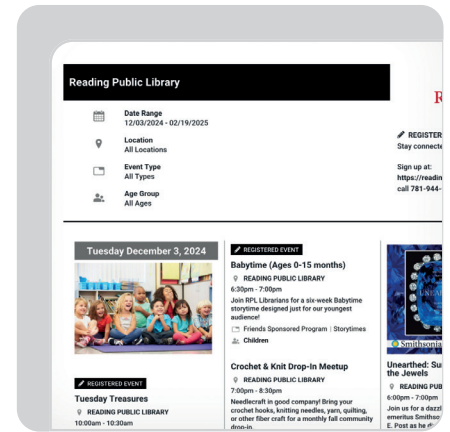 Reading Public Library
Date Range
12/03/2024 - 02/19/2025
Location
All Locations
Event Type
All Types
Age Group
All Ages
R
REGISTER
Stay connecte
Sign up at:
https://readin
call 781-944-
Tuesday December 3, 2024
REGISTERED EVENT
Tuesday Treasures
READING PUBLIC LIBRARY
10:00am - 10:30am
REGISTERED EVENT
Babytime (Ages 0-15 months)
READING PUBLIC LIBRARY
6:30pm - 7:00pm
Join RPL Librarians for a six-week Babytime
storytime designed just for our youngest
audience!
Friends Sponsored Program | Storytimes
Children
Crochet & Knit Drop-In Meetup
READING PUBLIC LIBRARY
7:00pm - 8:30pm
Needlecraft in good company! Bring your
crochet hooks, knitting needles, yarn, quilting,
or other fiber craft for a monthly fall community
drop-in.
UNEAR
Smithsonia
Unearthed: Su
the Jewels
READING PUB
6:00pm - 7:00pm
Join us for a dazzl
emeritus Smithso
E. Post as he d